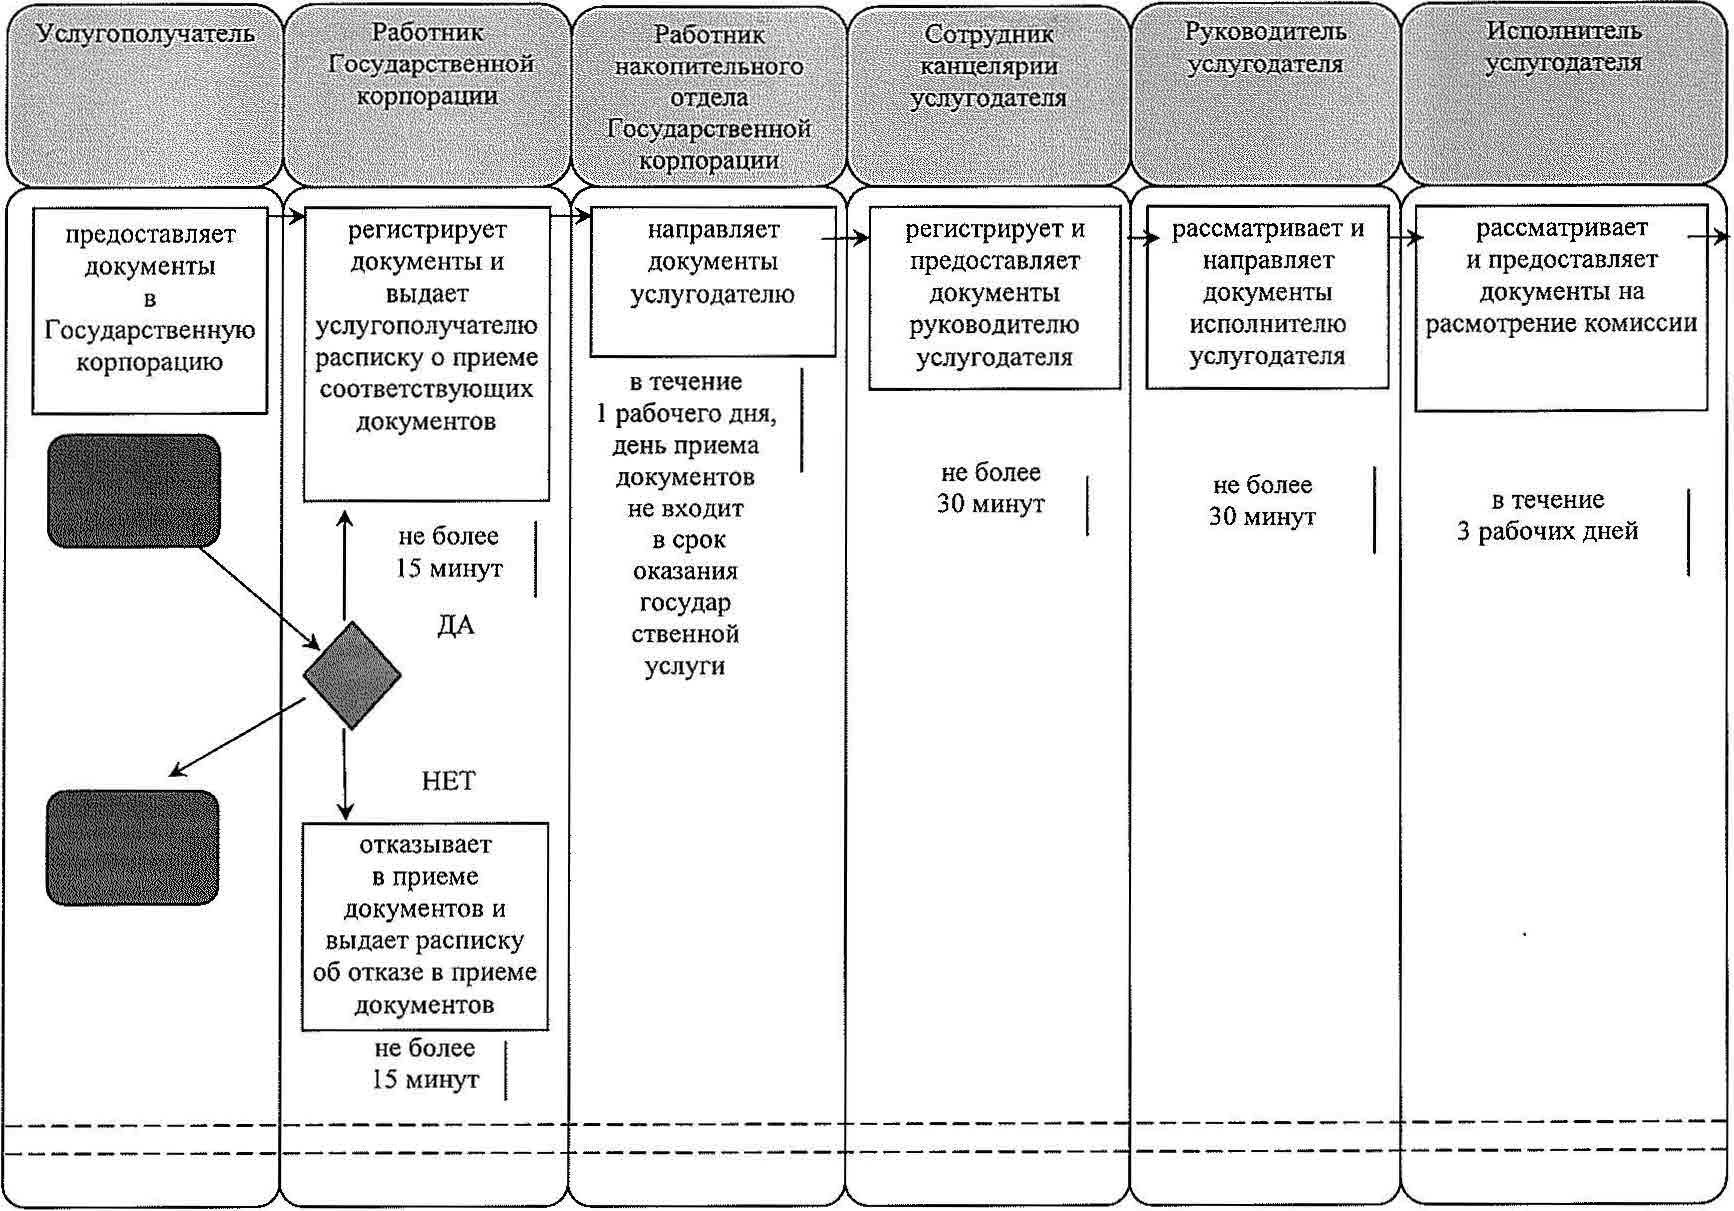 Услугополучатель
Работник
Государственной
корпорации
Работник
накопительного
отдела
Государственной
корпорации
Сотрудник
канцелярии
услугодателя
Руководитель
услугодателя
Исполнитель
услугодателя
предоставляет
документы
в
Государственную
корпорацию
регистрирует
документы и
выдает
услугополучателю
расписку о приеме
соответствующих
документов
не более
15 минут
ДА
НЕТ
отказывает
в приеме
документов и
выдает расписку
об отказе в приеме
документов
не более
15 минут
направляет
документы
услугодателю
в течение
1 рабочего дня,
день приема
документов
не входит
в срок
оказания
государ
ственной
услуги
регистрирует и
предоставляет
документы
руководителю
услугодателя
не более
30 минут
рассматривает и
направляет
документы
исполнителю
услугодателя
не более
30 минут
рассматривает
и предоставляет
документы на
расмотрение комиссии
в течение
3 рабочих дней